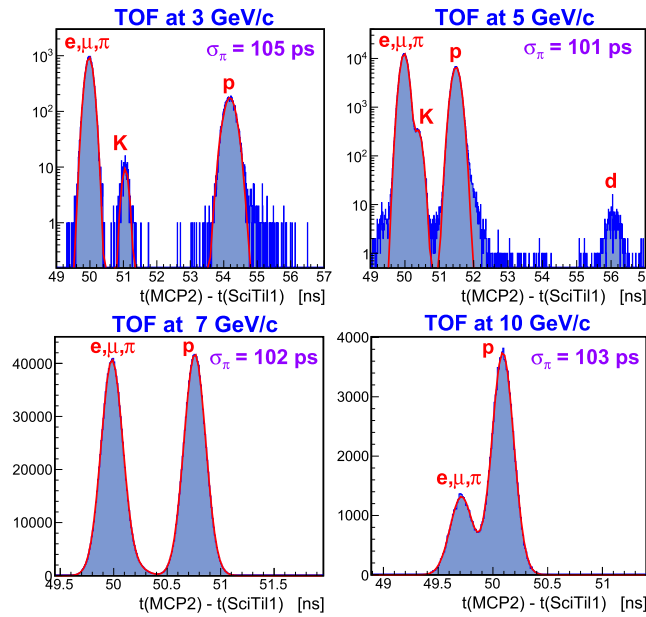 TOF at 3 GeV/c
e,μ,π
σπ = 105 ps
K
p
10³
10²
10
1
49 50 51 52 53 54 55 56 57
t(MCP2) - t(SciTil1) [ns]
TOF at 5 GeV/c
e,μ,π
σπ = 101 ps
p
K
d
10⁴
10³
10²
10
1
49 50 51 52 53 54 55 56 5
t(MCP2) - t(SciTil1) [ns]
TOF at 7 GeV/c
e,μ,π
p
σπ = 102 ps
40000
30000
20000
10000
0
49.5 50 50.5 51 51.5
t(MCP2) - t(SciTil1) [ns]
TOF at 10 GeV/c
p
σπ = 103 ps
e,μ,π
4000
3000
2000
1000
0
49 49.5 50 50.5 51
t(MCP2) - t(SciTil1) [ns]